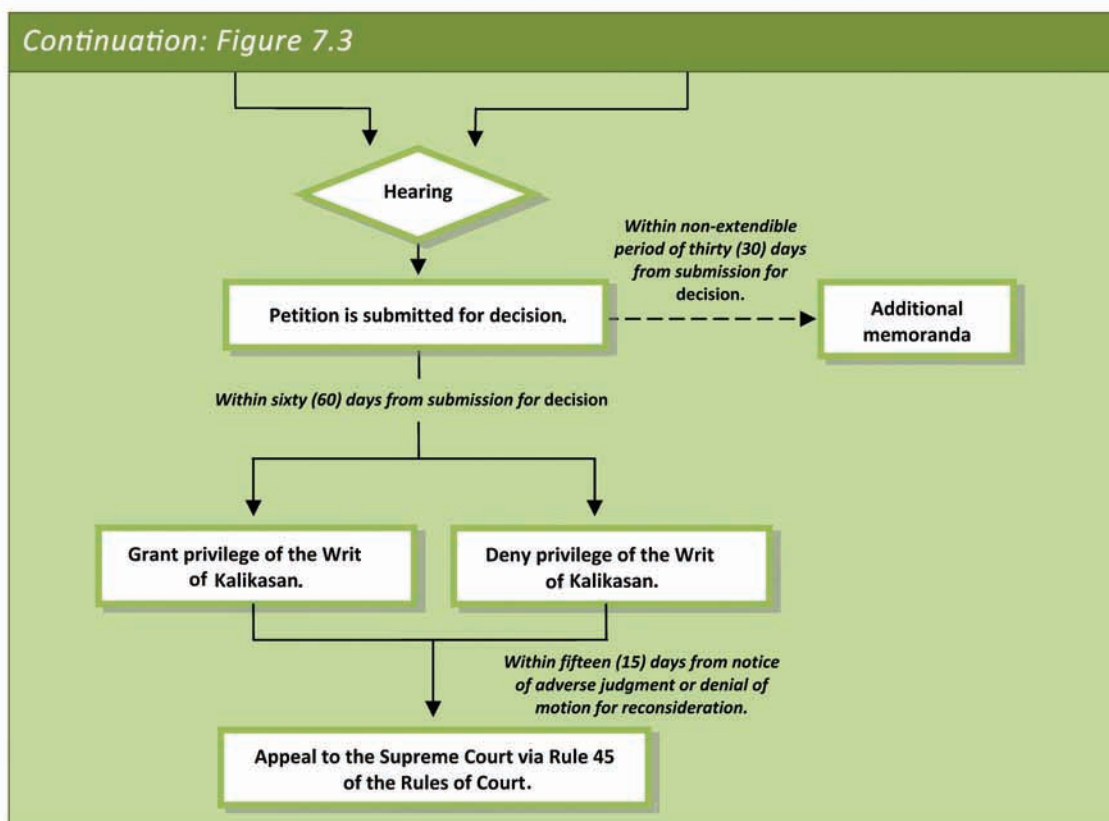 Continuation: Figure 7.3
Hearing
Within non-extendible
period of thirty (30) days
from submission for
decision.
Petition is submitted for decision.
Additional
memoranda
Within sixty (60) days from submission for decision
Grant privilege of the Writ
of Kalikasan.
Deny privilege of the Writ
of Kalikasan.
Within fifteen (15) days from notice
of adverse judgment or denial of
motion for reconsideration.
Appeal to the Supreme Court via Rule 45
of the Rules of Court.